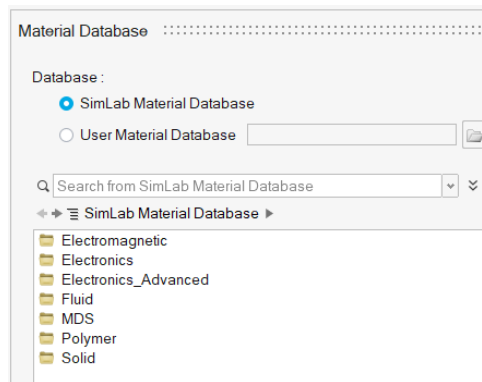 Material Database
Database :
SimLab Material Database
User Material Database
Search from SimLab Material Database
SimLab Material Database
Electromagnetic
Electronics
Electronics_Advanced
Fluid
MDS
Polymer
Solid